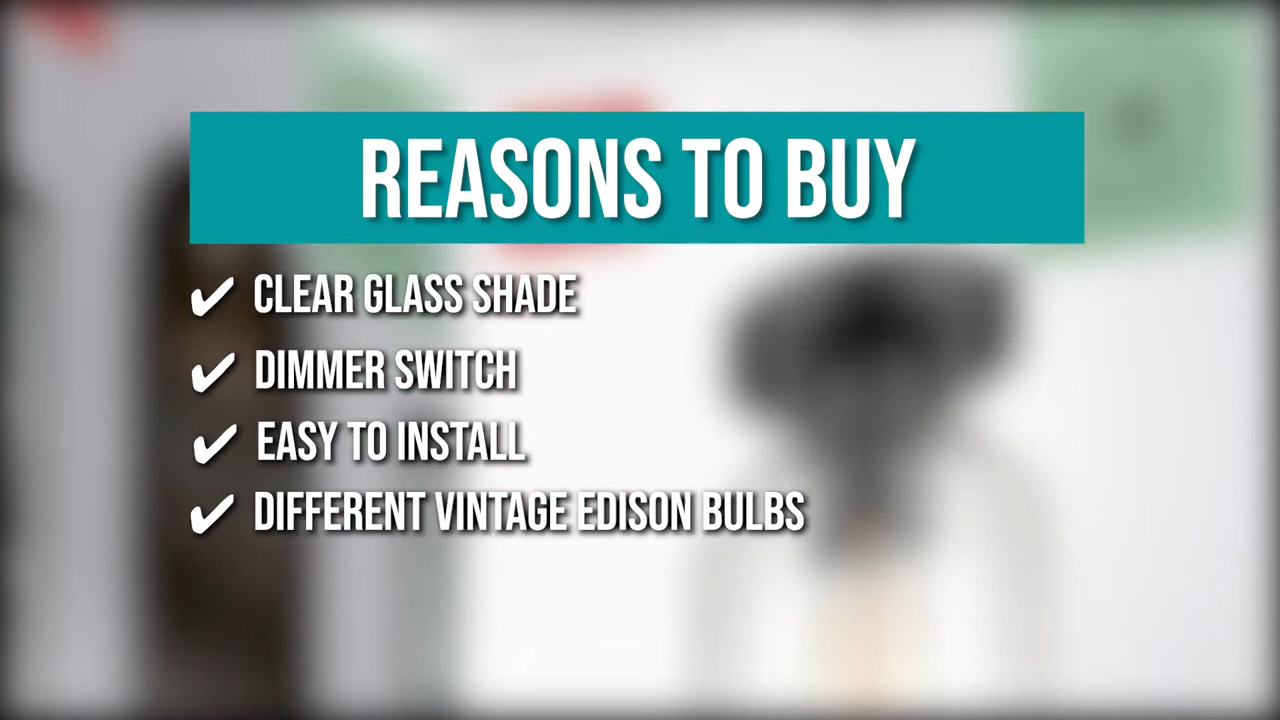 REASONS TO BUY
✔ CLEAR GLASS SHADE
✔ DIMMER SWITCH
✔ EASY TO INSTALL
✔ DIFFERENT VINTAGE EDISON BULBS